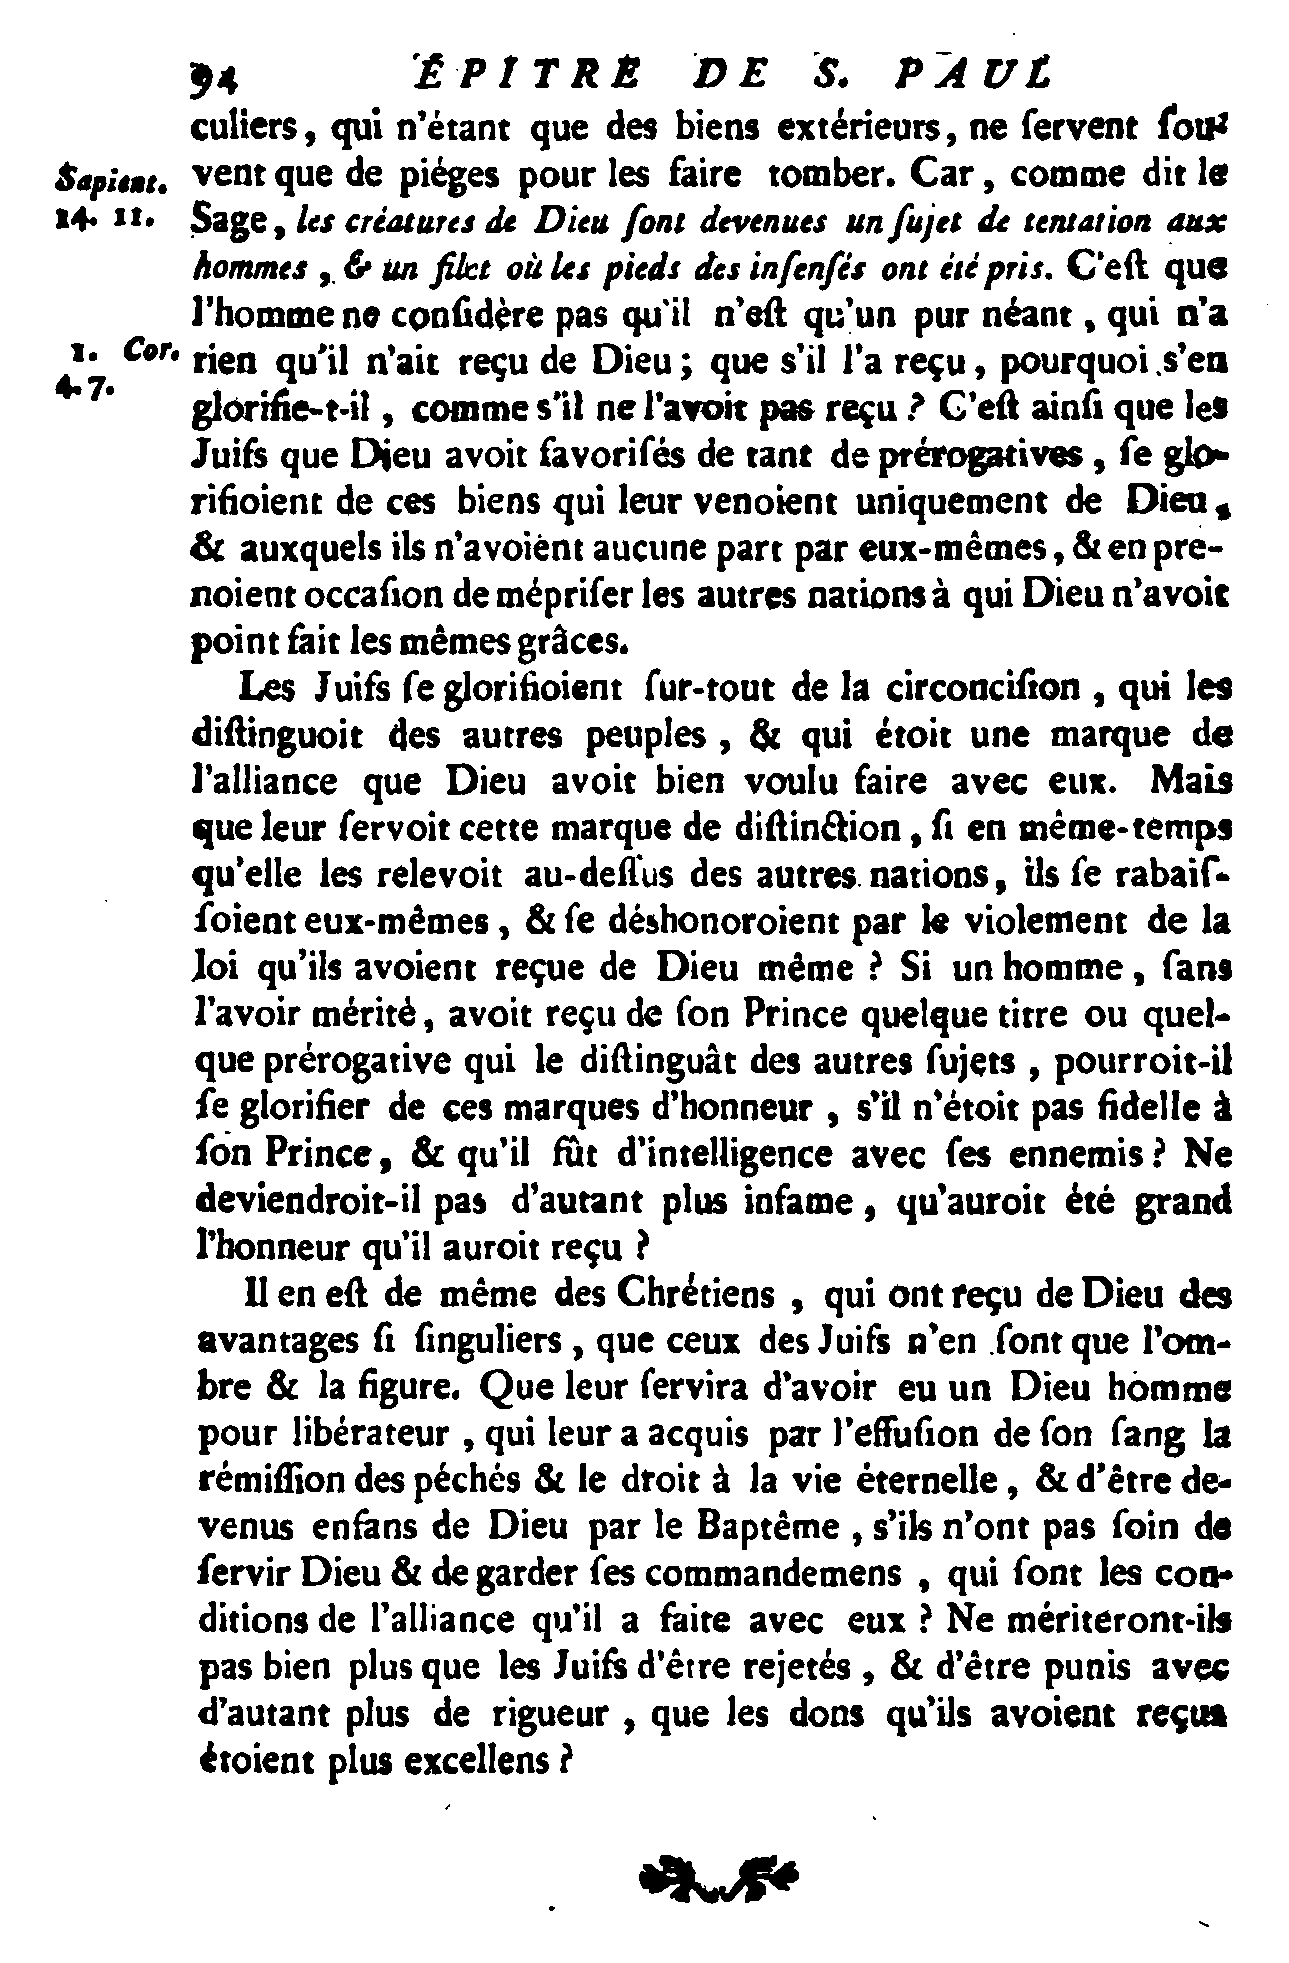 94 ÉPITRE DE S. PAUL
culiers, qui n'étant que des biens extérieurs, ne ſervent ſou-
Sapient. vent que de piéges pour les faire tomber. Car, comme dit le
14. 11. Sage, les créatures de Dieu ſont devenues un ſujet de tentation aux
hommes, & un filet où les pieds des inſenſés ont été pris. C'eſt que
l'homme ne conſidère pas qu'il n'eſt qu'un pur néant, qui n'a
1. Cor. rien qu'il n'ait reçu de Dieu; que s'il l'a reçu, pourquoi s'en
4. 7. glorifie-t-il, comme s'il ne l'avoit pas reçu? C'eſt ainſi que les
Juifs que Dieu avoit favoriſés de tant de prérogatives, ſe glo-
rifioient de ces biens qui leur venoient uniquement de Dieu,
& auxquels ils n'avoient aucune part par eux-mêmes, & en pre-
noient occaſion de mépriſer les autres nations à qui Dieu n'avoit
point fait les mêmes grâces.
Les Juifs ſe glorifioient ſur-tout de la circonciſion, qui les
diſtinguoit des autres peuples, & qui étoit une marque de
l'alliance que Dieu avoit bien voulu faire avec eux. Mais
que leur ſervoit cette marque de diſtinction, ſi en même-temps
qu'elle les relevoit au-deſſus des autres nations, ils ſe rabaiſ-
ſoient eux-mêmes, & ſe déshonoroient par le violement de la
loi qu'ils avoient reçue de Dieu même? Si un homme, ſans
l'avoir mérité, avoit reçu de ſon Prince quelque titre ou quel-
que prérogative qui le diſtinguât des autres ſujets, pourroit-il
ſe glorifier de ces marques d'honneur, s'il n'étoit pas fidelle à
ſon Prince, & qu'il fût d'intelligence avec ſes ennemis? Ne
deviendroit-il pas d'autant plus infame, qu'auroit été grand
l'honneur qu'il auroit reçu?
Il en eſt de même des Chrétiens, qui ont reçu de Dieu des
avantages ſi ſinguliers, que ceux des Juifs n'en ſont que l'om-
bre & la figure. Que leur ſervira d'avoir eu un Dieu homme
pour libérateur, qui leur a acquis par l'effuſion de ſon ſang la
rémiſſion des péchés & le droit à la vie éternelle, & d'être de-
venus enfans de Dieu par le Baptême, s'ils n'ont pas ſoin de
ſervir Dieu & de garder ſes commandemens, qui ſont les con-
ditions de l'alliance qu'il a faite avec eux? Ne mériteront-ils
pas bien plus que les Juifs d'être rejetés, & d'être punis avec
d'autant plus de rigueur, que les dons qu'ils avoient reçus
étoient plus excellens?